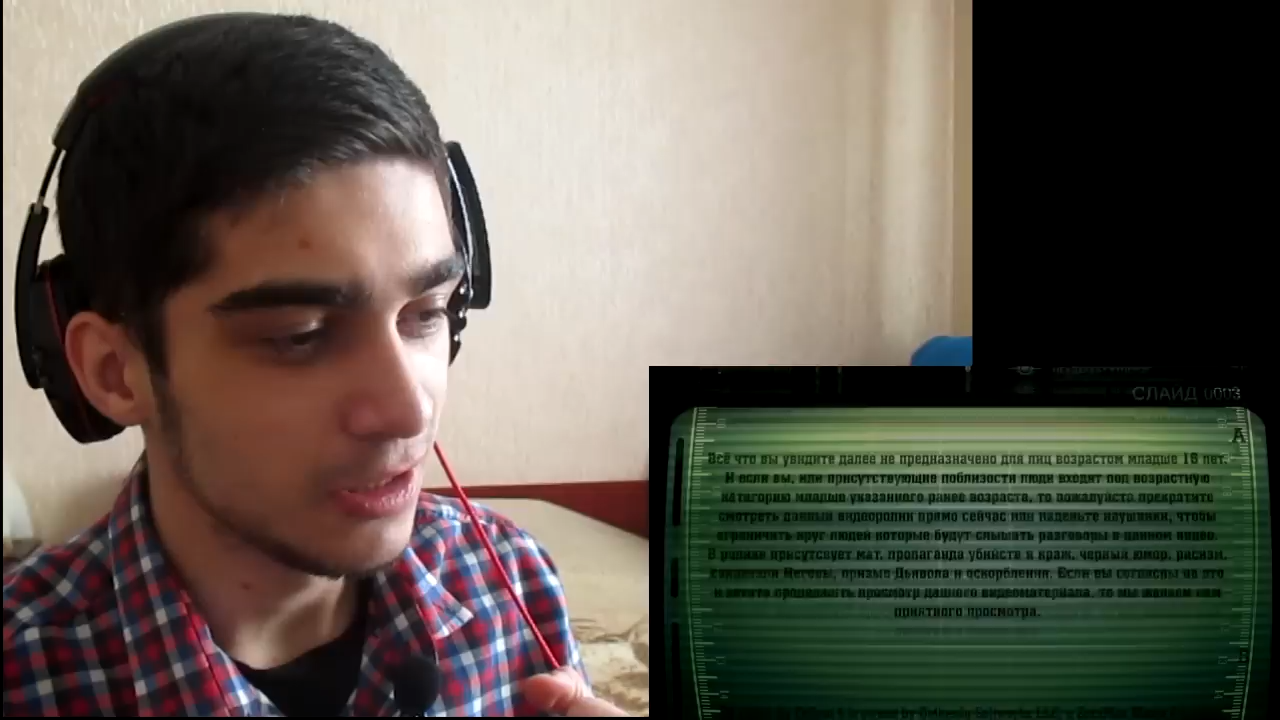 СЛАЙД 0003
A
Всё что вы увидите далее не предназначено для лиц возрастом младше 16 лет.
И если вы, или присутствующие поблизости люди входят под возрастную
категорию младше указанного ранее возраста, то пожалуйста прекратите
смотреть данный видеоролик прямо сейчас или наденьте наушники, чтобы
ограничить круг людей которые будут слышать разговоры в данном видео.
В ролике присутсвует мат, пропаганда убийств и краж, черный юмор, расизм,
призыв Дьявола и оскорбления. Если вы согласны на это
и хотите продолжить просмотр данного видеоматериала, то мы желаем вам
приятного просмотра.